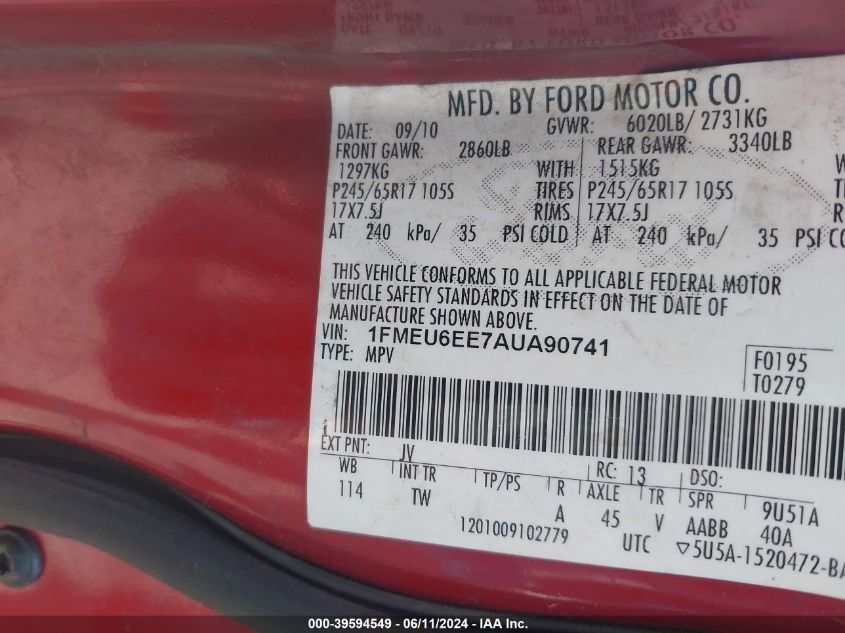 MFD. BY FORD MOTOR CO.
DATE: 09/10 GVWR: 6020LB/ 2731KG
FRONT GAWR: 2860LB REAR GAWR: 3340LB
1297KG WITH 1515KG
P245/65R17 105S TIRES P245/65R17 105S
17X7.5J RIMS 17X7.5J
AT 240 kPa/ 35 PSI COLD AT 240 kPa/ 35 PSI
THIS VEHICLE CONFORMS TO ALL APPLICABLE FEDERAL MOTOR
VEHICLE SAFETY STANDARDS IN EFFECT ON THE DATE OF
MANUFACTURE SHOWN ABOVE.
VIN: 1FMEU6EE7AUA90741
TYPE: MPV
F0195
T0279
EXT PNT: JV RC: 13 DSO:
WB INT TR TP/PS R AXLE TR SPR 9U51A
114 TW A 45 V AABB 40A
1201009102779 UTC ▽5U5A-1520472-BA
000-39594549 - 06/11/2024 - IAA Inc.